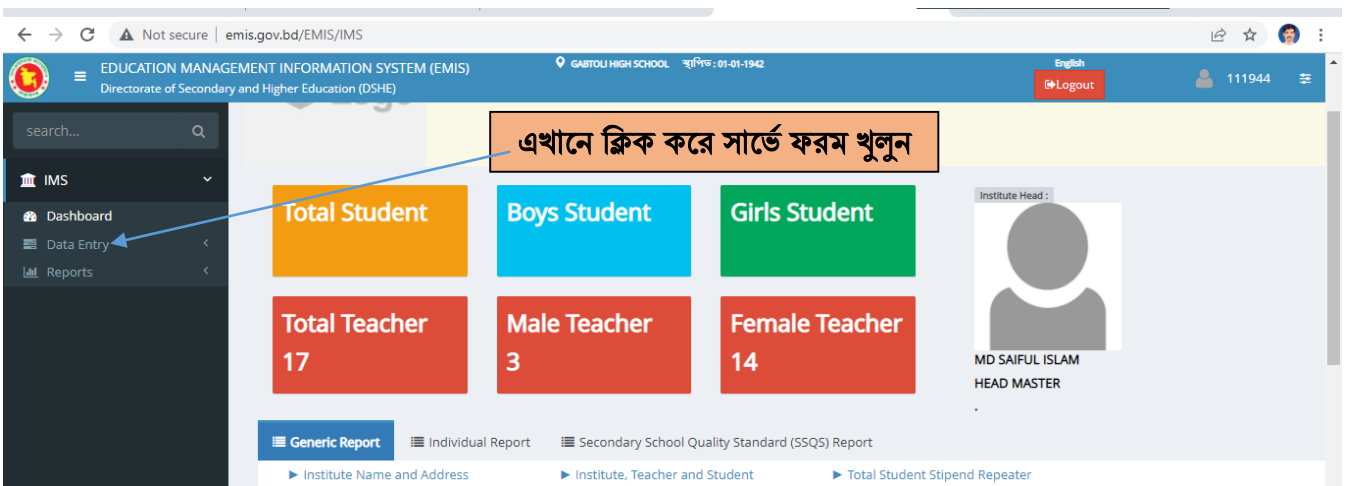 Not secure | emis.gov.bd/EMIS/IMS
EDUCATION MANAGEMENT INFORMATION SYSTEM (EMIS)
Directorate of Secondary and Higher Education (DSHE)
GABTOLI HIGH SCHOOL স্থাপিত : 01-01-1942
English
Logout
111944
search...
এখানে ক্লিক করে সার্ভে ফরম খুলুন
IMS
Dashboard
Data Entry
Reports
Total Student
Boys Student
Girls Student
Institute Head :
Total Teacher
17
Male Teacher
3
Female Teacher
14
MD SAIFUL ISLAM
HEAD MASTER
.
Generic Report
Individual Report
Secondary School Quality Standard (SSQS) Report
Institute Name and Address
Institute, Teacher and Student
Total Student Stipend Repeater